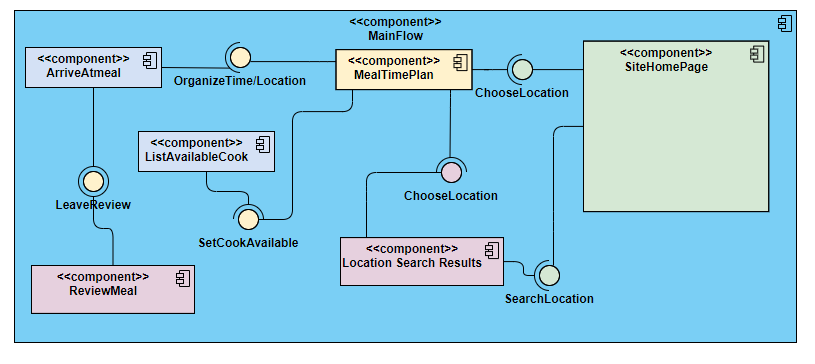 <<component>>
MainFlow
<<component>>
ArriveAtmeal
OrganizeTime/Location
<<component>>
MealTimePlan
ChooseLocation
<<component>>
SiteHomePage
<<component>>
ListAvailableCook
LeaveReview
ChooseLocation
SetCookAvailable
<<component>>
Location Search Results
<<component>>
ReviewMeal
SearchLocation